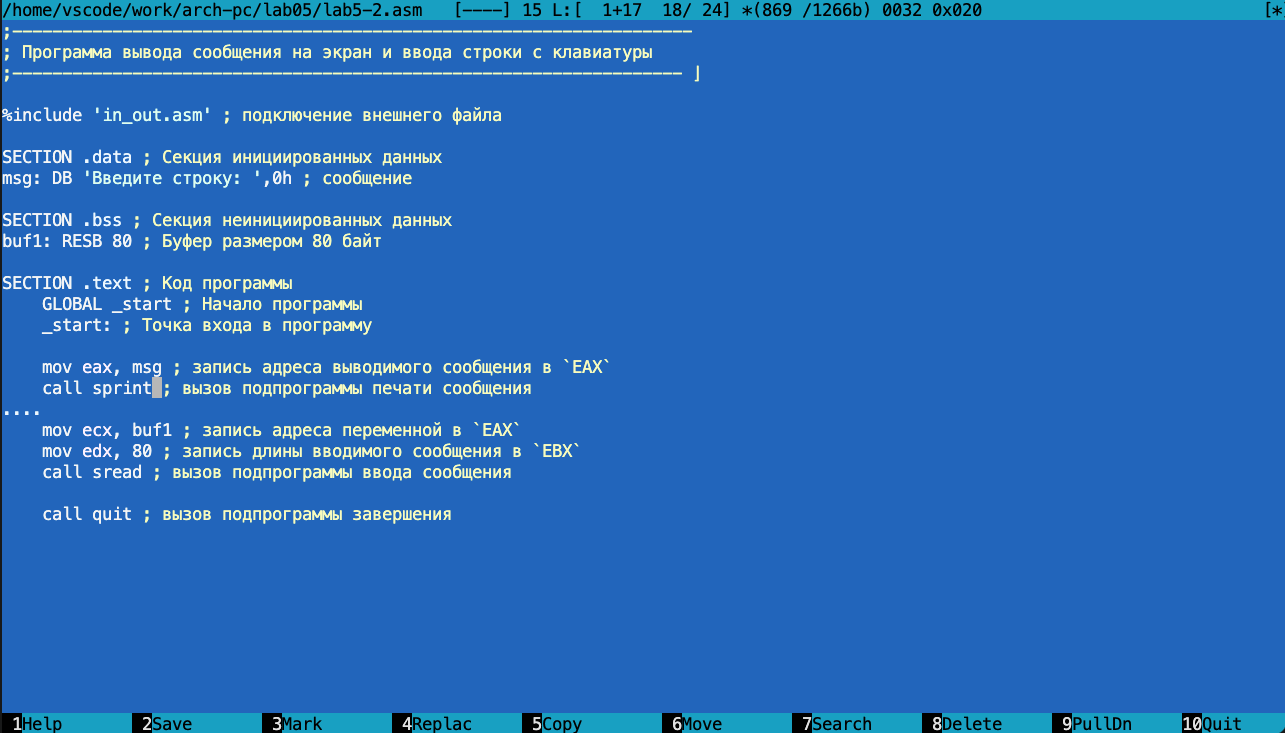 /home/vscode/work/arch-pc/lab05/lab5-2.asm   [----] 15 L:[  1+17  18/ 24] *(869 /1266b) 0032 0x020   [*]
;--------------------------------------------------------------------
; Программа вывода сообщения на экран и ввода строки с клавиатуры
;------------------------------------------------------------------- ]
%include 'in_out.asm' ; подключение внешнего файла
SECTION .data ; Секция инициированных данных
msg: DB 'Введите строку: ',0h ; сообщение
SECTION .bss ; Секция неинициированных данных
buf1: RESB 80 ; Буфер размером 80 байт
SECTION .text ; Код программы
    GLOBAL _start ; Начало программы
    _start: ; Точка входа в программу
    mov eax, msg ; запись адреса выводимого сообщения в `EAX`
    call sprint ; вызов подпрограммы печати сообщения
....
    mov ecx, buf1 ; запись адреса переменной в `EAX`
    mov edx, 80 ; запись длины вводимого сообщения в `EBX`
    call sread ; вызов подпрограммы ввода сообщения
    call quit ; вызов подпрограммы завершения
1Help 2Save 3Mark 4Replac 5Copy 6Move 7Search 8Delete 9PullDn 10Quit